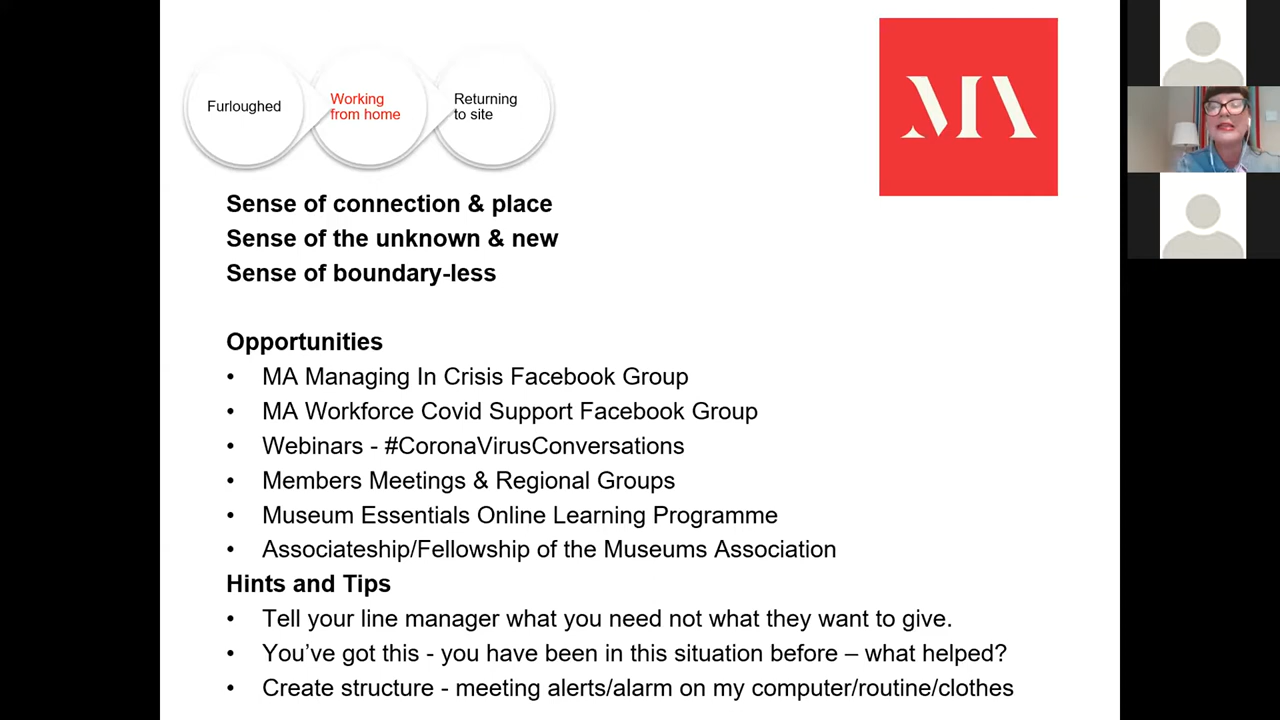 Furloughed
Working
from home
Returning
to site
MA
Sense of connection & place
Sense of the unknown & new
Sense of boundary-less
Opportunities
• MA Managing In Crisis Facebook Group
• MA Workforce Covid Support Facebook Group
• Webinars - #CoronaVirusConversations
• Members Meetings & Regional Groups
• Museum Essentials Online Learning Programme
• Associateship/Fellowship of the Museums Association
Hints and Tips
• Tell your line manager what you need not what they want to give.
• You’ve got this - you have been in this situation before – what helped?
• Create structure - meeting alerts/alarm on my computer/routine/clothes